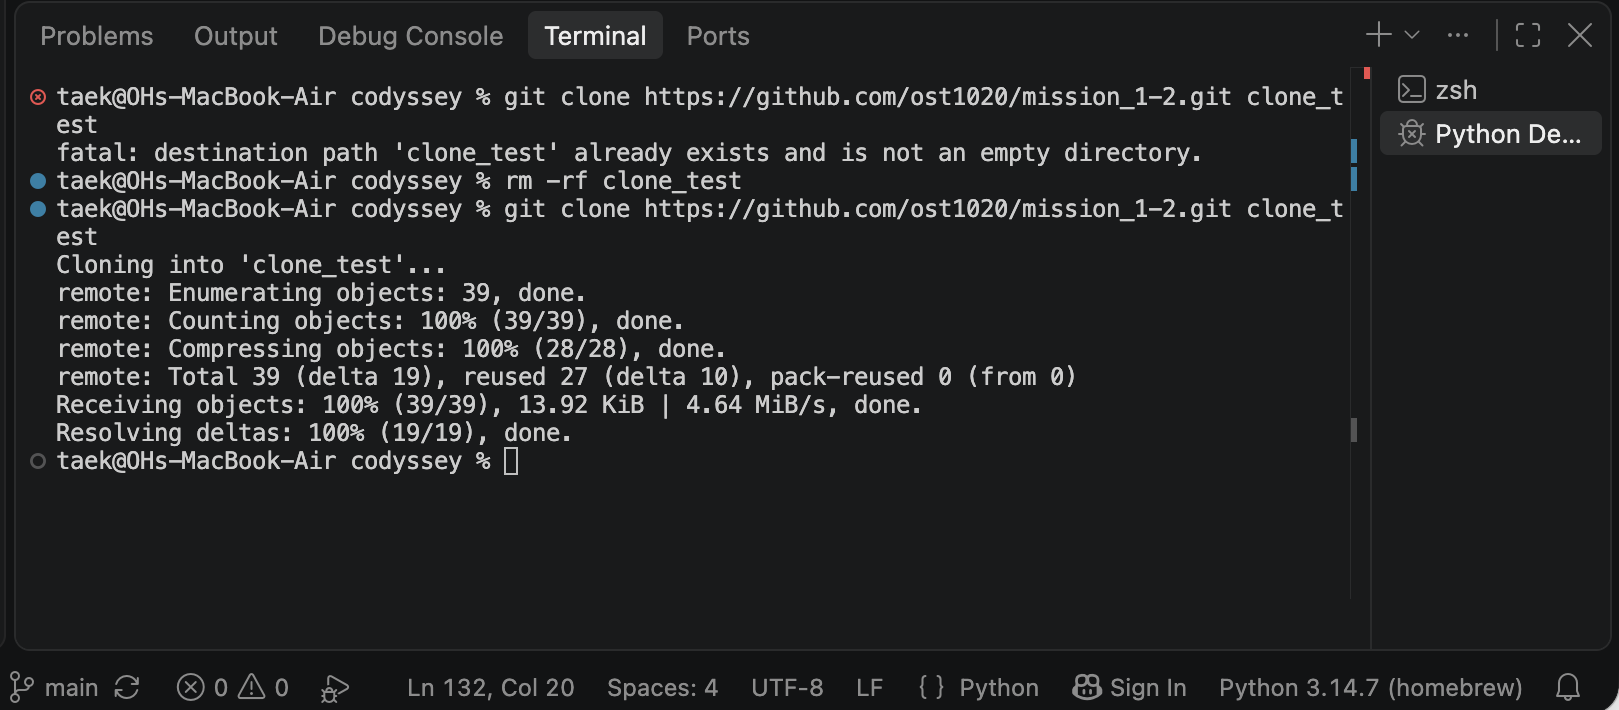 Problems Output Debug Console Terminal Ports
taek@OHs-MacBook-Air codyssey % git clone https://github.com/ost1020/mission_1-2.git clone_t
est
fatal: destination path 'clone_test' already exists and is not an empty directory.
taek@OHs-MacBook-Air codyssey % rm -rf clone_test
taek@OHs-MacBook-Air codyssey % git clone https://github.com/ost1020/mission_1-2.git clone_t
est
Cloning into 'clone_test'...
remote: Enumerating objects: 39, done.
remote: Counting objects: 100% (39/39), done.
remote: Compressing objects: 100% (28/28), done.
remote: Total 39 (delta 19), reused 27 (delta 10), pack-reused 0 (from 0)
Receiving objects: 100% (39/39), 13.92 KiB | 4.64 MiB/s, done.
Resolving deltas: 100% (19/19), done.
taek@OHs-MacBook-Air codyssey %
zsh
Python De...
main 0 0 Ln 132, Col 20 Spaces: 4 UTF-8 LF {} Python Sign In Python 3.14.7 (homebrew)